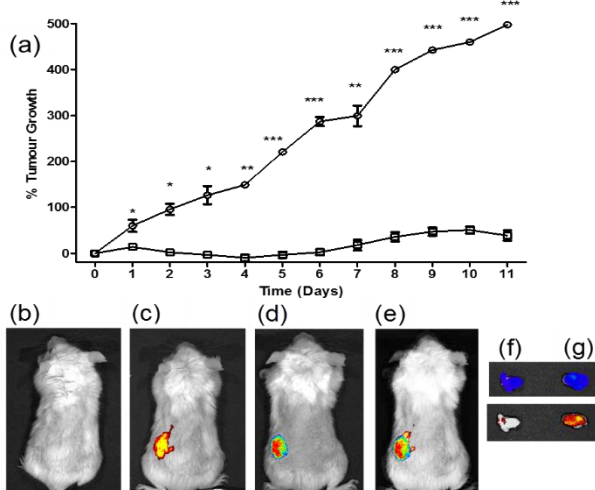 (a)
% Tumour Growth
500
400
300
200
100
0
* * * ** *** *** ** *** *** *** ***
0 1 2 3 4 5 6 7 8 9 10 11
Time (Days)
(b) (c) (d) (e) (f) (g)